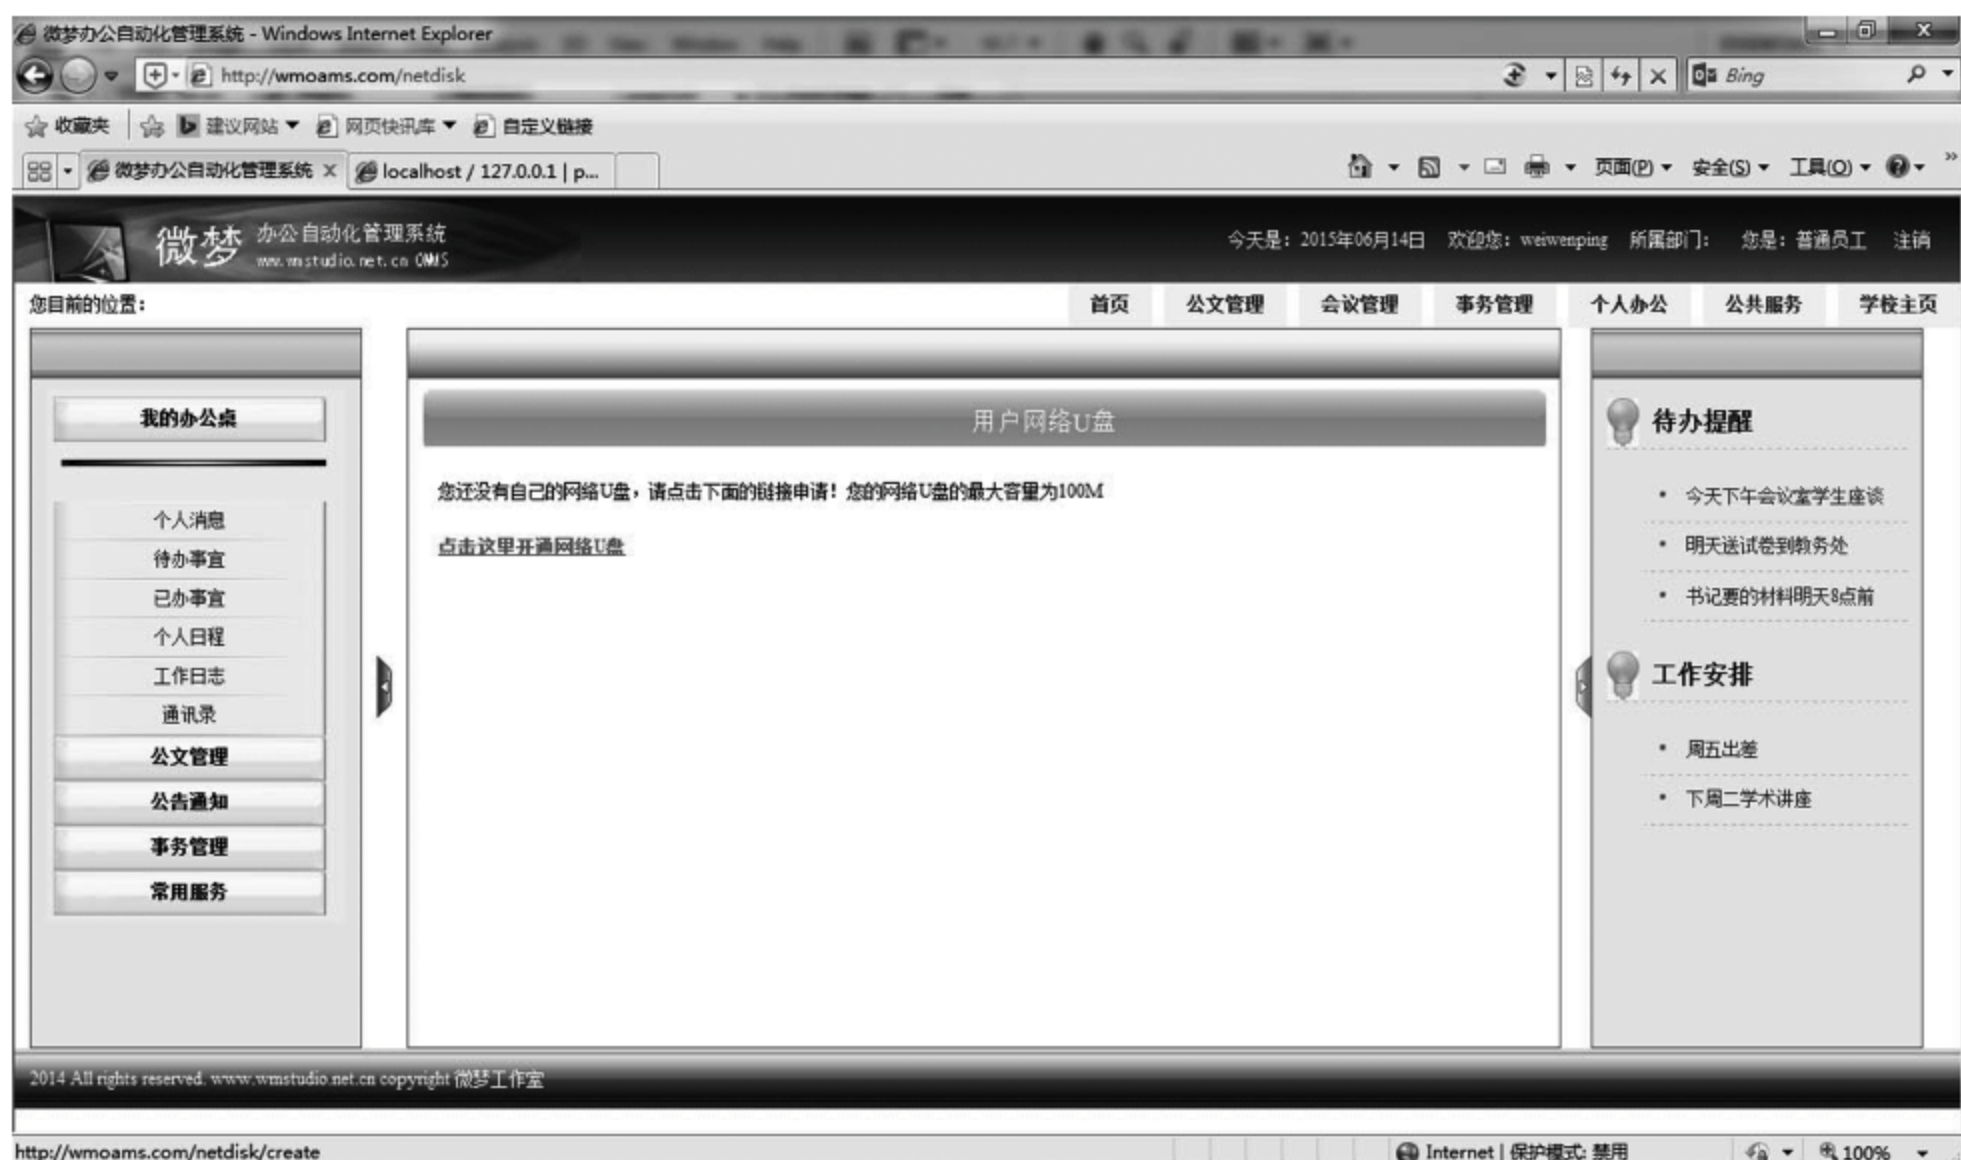 微梦办公自动化管理系统 - Windows Internet Explorer
http://wmoams.com/netdisk
Bing
收藏夹 建议网站 网页快讯库 自定义链接
微梦办公自动化管理系统 localhost / 127.0.0.1 | p...
页面(P) 安全(S) 工具(O)
微梦 办公自动化管理系统
www.wmstudio.net.cn OMMS
今天是：2015年06月14日 欢迎您：weiwenping 所属部门： 您是：普通员工 注销
您目前的位置：
首页 公文管理 会议管理 事务管理 个人办公 公共服务 学校主页
我的办公桌
个人消息
待办事宜
已办事宜
个人日程
工作日志
通讯录
公文管理
公告通知
事务管理
常用服务
用户网络U盘
您还没有自己的网络U盘，请点击下面的链接申请！您的网络U盘的最大容量为100M
点击这里开通网络U盘
待办提醒
今天下午会议室学生座谈
明天送试卷到教务处
书记要的材料明天8点前
工作安排
周五出差
下周二学术讲座
2014 All rights reserved. www.wmstudio.net.cn copyright 微梦工作室
http://wmoams.com/netdisk/create
Internet | 保护模式: 禁用
100%